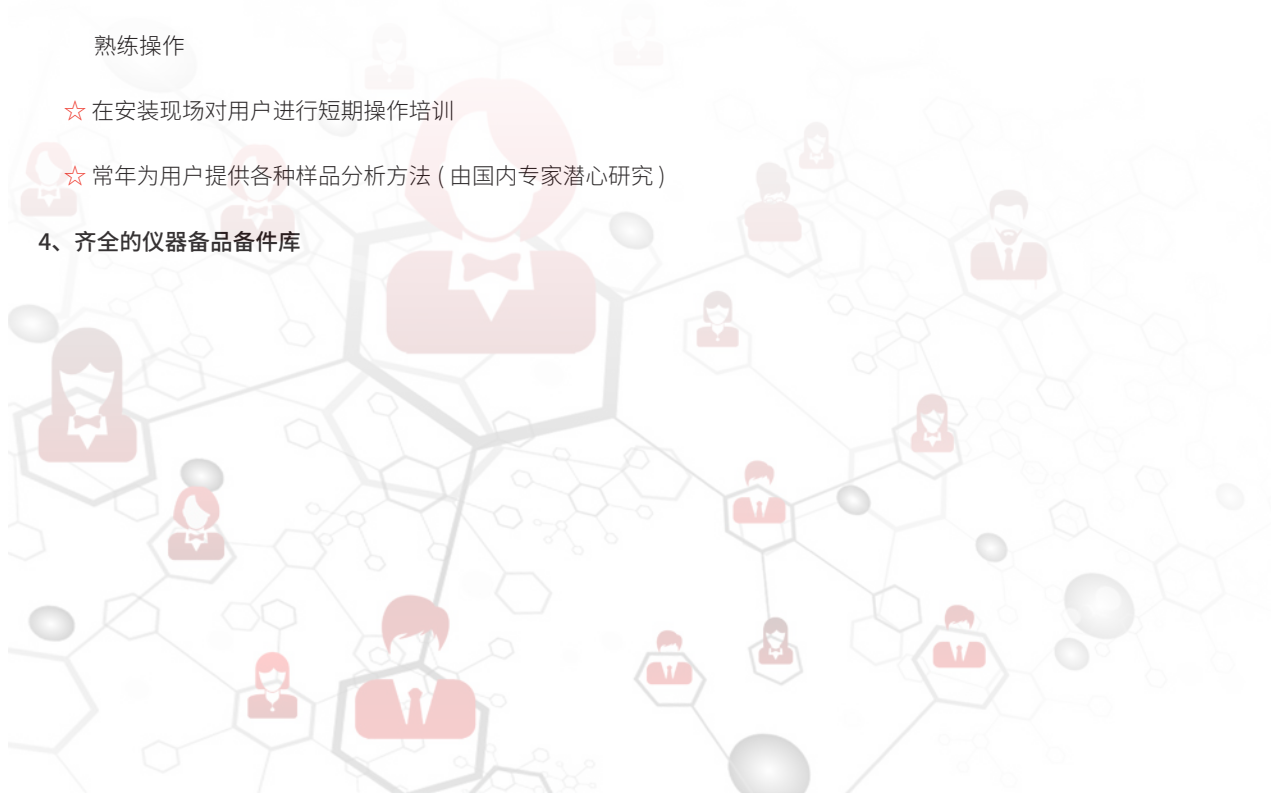 熟练操作
☆ 在安装现场对用户进行短期操作培训
☆ 常年为用户提供各种样品分析方法 ( 由国内专家潜心研究 )
4、齐全的仪器备品备件库